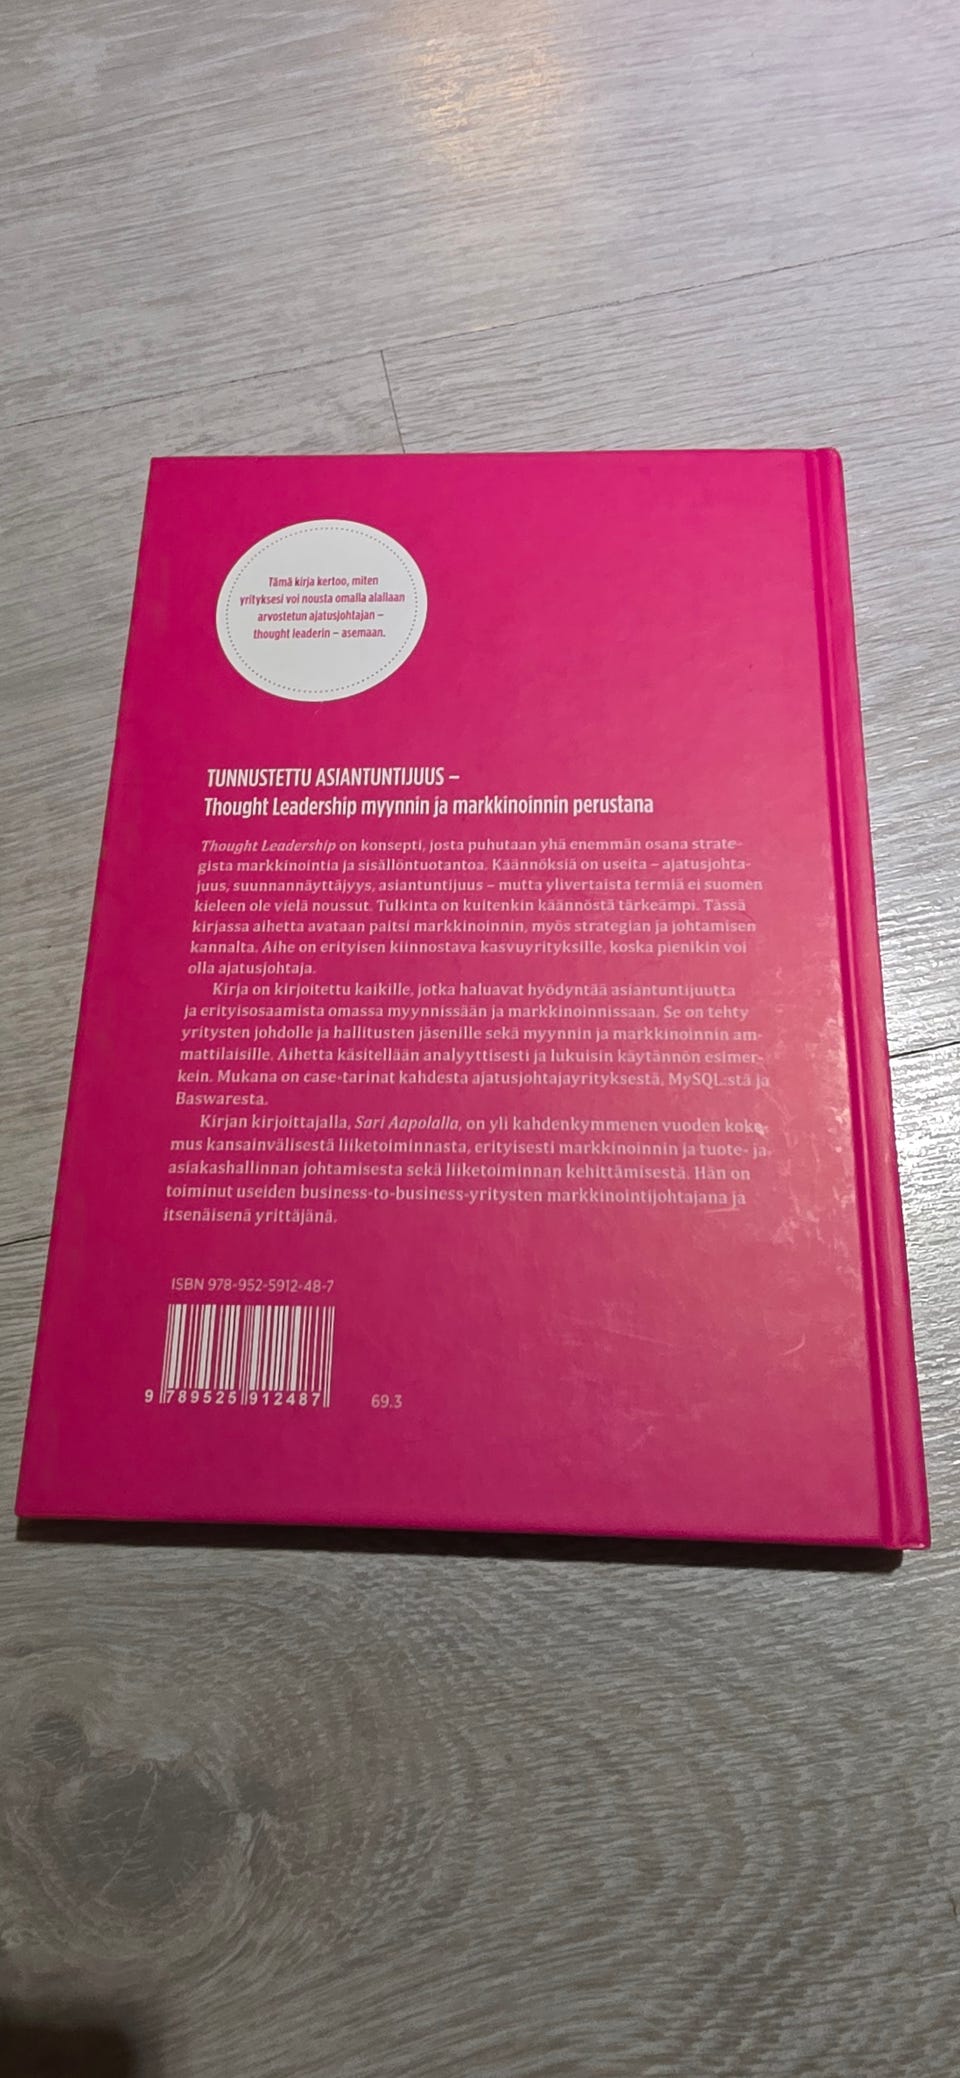 Tämä kirja kertoo, miten
yrityksesi voi nousta omalla alallaan
arvostetun ajatusjohtajan –
thought leaderin – asemaan.
TUNNUSTETTU ASIANTUNTIJUUS –
Thought Leadership myynnin ja markkinoinnin perustana
Thought Leadership on konsepti, josta puhutaan yhä enemmän osana strate-
gista markkinointia ja sisällöntuotantoa. Käännöksiä on useita – ajatusjohta-
juus, suunnannäyttäjyys, asiantuntijuus – mutta ylivertaista termiä ei suomen
kieleen ole vielä noussut. Tulkinta on kuitenkin käännöstä tärkeämpi. Tässä
kirjassa aihetta avataan paitsi markkinoinnin, myös strategian ja johtamisen
kannalta. Aihe on erityisen kiinnostava kasvuyrityksille, koska pienikin voi
olla ajatusjohtaja.
Kirja on kirjoitettu kaikille, jotka haluavat hyödyntää asiantuntijuutta
ja erityisosaamista omassa myynnissään ja markkinoinnissaan. Se on tehty
yritysten johdolle ja hallitusten jäsenille sekä myynnin ja markkinoinnin am-
mattilaisille. Aihetta käsitellään analyyttisesti ja lukuisin käytännön esimer-
kein. Mukana on case-tarinat kahdesta ajatusjohtajayrityksestä, MySQL:stä ja
Baswaresta.
Kirjan kirjoittajalla, Sari Aapolalla, on yli kahdenkymmenen vuoden koke-
mus kansainvälisestä liiketoiminnasta, erityisesti markkinoinnin ja tuote- ja
asiakashallinnan johtamisesta sekä liiketoiminnan kehittämisestä. Hän on
toiminut useiden business-to-business-yritysten markkinointijohtajana ja
itsenäisenä yrittäjänä.
ISBN 978-952-5912-48-7
9 789525 912487
69.3